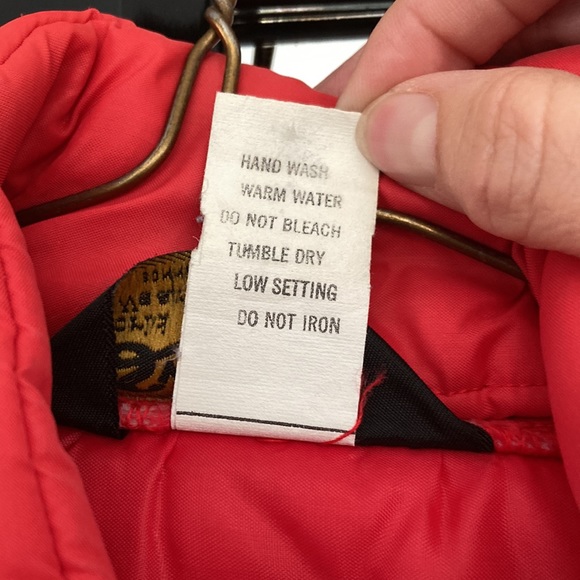 HAND WASH
WARM WATER
DO NOT BLEACH
TUMBLE DRY
LOW SETTING
DO NOT IRON